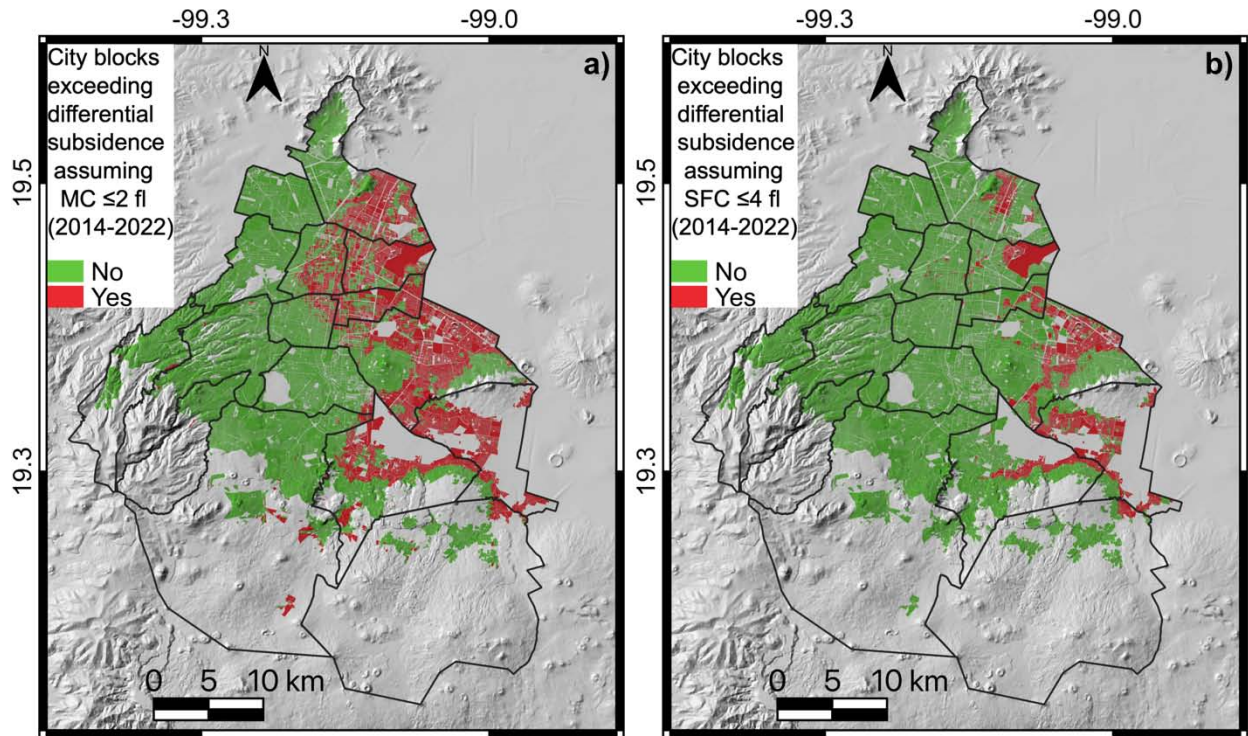 -99.3 -99.0
City blocks
exceeding
differential
subsidence
assuming
MC ≤2 fl
(2014-2022)
No
Yes
N
a)
19.5
19.3
0 5 10 km
-99.3 -99.0
City blocks
exceeding
differential
subsidence
assuming
SFC ≤4 fl
(2014-2022)
No
Yes
N
b)
19.5
19.3
0 5 10 km